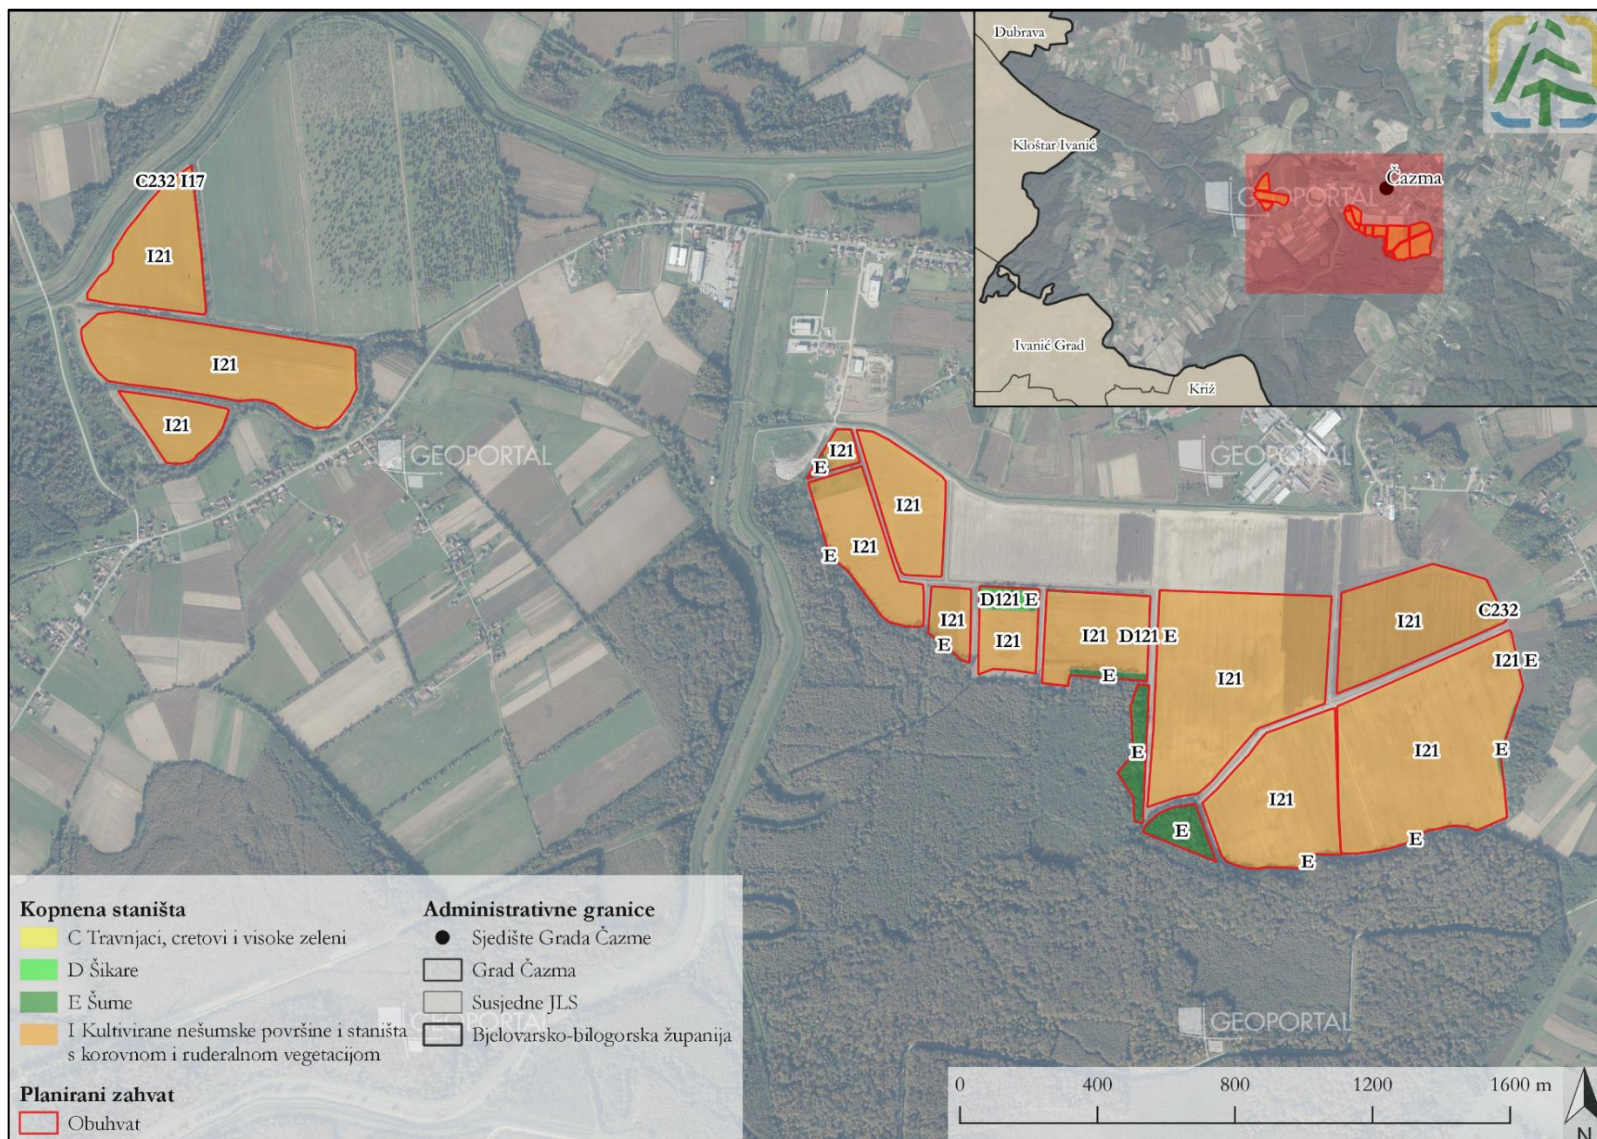 Dubrava
Kloštar Ivanić
Čazma
GEOPORTAL
Ivanić Grad
Križ
C232 I17
I21
I21
I21
GEOPORTAL
GEOPORTAL
I21
E
I21
I21
E
D121 E
I21
E
I21
I21
D121 E
E
I21
I21
C232
I21 E
I21
E
E
I21
E
E
E
Kopnena staništa
C Travnjaci, cretovi i visoke zeleni
D Šikare
E Šume
I Kultivirane nešumske površine i staništa
s korovnom i ruderalnom vegetacijom
Planirani zahvat
Obuhvat
Administrativne granice
Sjedište Grada Čazme
Grad Čazma
Susjedne JLS
Bjelovarsko-bilogorska županija
GEOPORTAL
GEOPORTAL
0 400 800 1200 1600 m
N